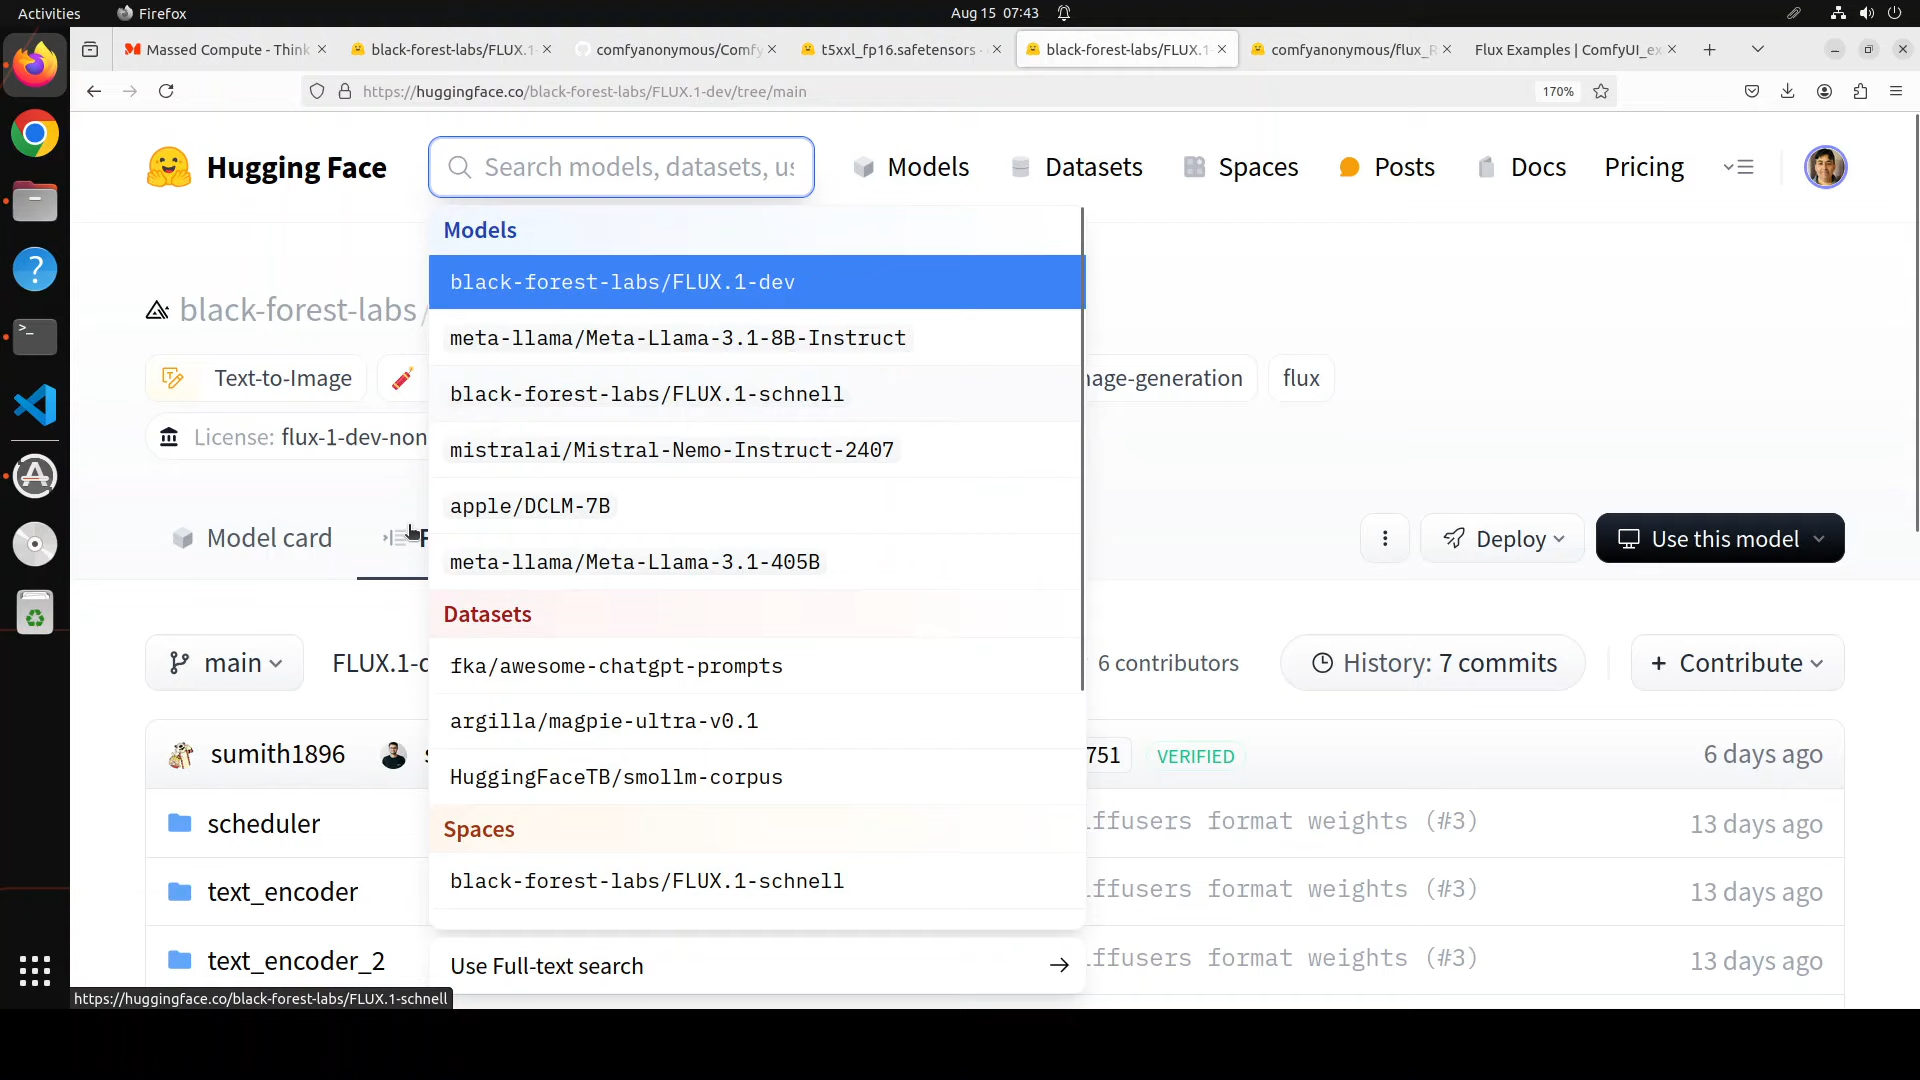 Activities
Firefox
Aug 15 07:43
Massed Compute - Think
black-forest-labs/FLUX.1-
comfyanonymous/Comfy
t5xxl_fp16.safetensors ·
black-forest-labs/FLUX.1-
comfyanonymous/flux_R
Flux Examples | ComfyUI_ex
https://huggingface.co/black-forest-labs/FLUX.1-dev/tree/main
170%
Hugging Face
Search models, datasets, us
Models
Datasets
Spaces
Posts
Docs
Pricing
Models
black-forest-labs/FLUX.1-dev
black-forest-labs/
meta-llama/Meta-Llama-3.1-8B-Instruct
Text-to-Image
age-generation
flux
black-forest-labs/FLUX.1-schnell
License: flux-1-dev-non
mistralai/Mistral-Nemo-Instruct-2407
apple/DCLM-7B
Model card
F
Deploy
Use this model
meta-llama/Meta-Llama-3.1-405B
Datasets
main
FLUX.1-d
fka/awesome-chatgpt-prompts
6 contributors
History: 7 commits
+ Contribute
argilla/magpie-ultra-v0.1
sumith1896
751
VERIFIED
6 days ago
HuggingFaceTB/smollm-corpus
Spaces
scheduler
ffusers format weights (#3)
13 days ago
black-forest-labs/FLUX.1-schnell
text_encoder
ffusers format weights (#3)
13 days ago
text_encoder_2
Use Full-text search
ffusers format weights (#3)
13 days ago
https://huggingface.co/black-forest-labs/FLUX.1-schnell